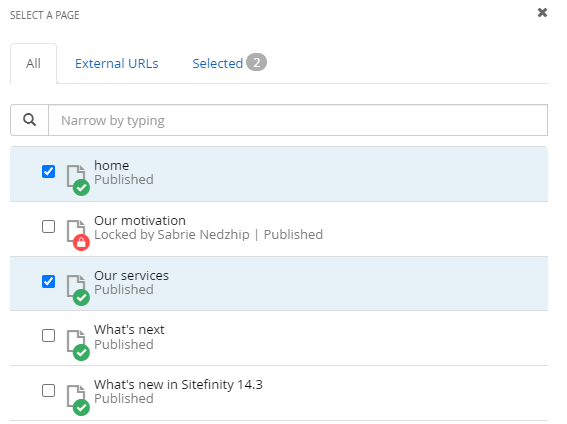 SELECT A PAGE
All
External URLs
Selected 2
Narrow by typing
home
Published
Our motivation
Locked by Sabrie Nedzhip | Published
Our services
Published
What's next
Published
What's new in Sitefinity 14.3
Published